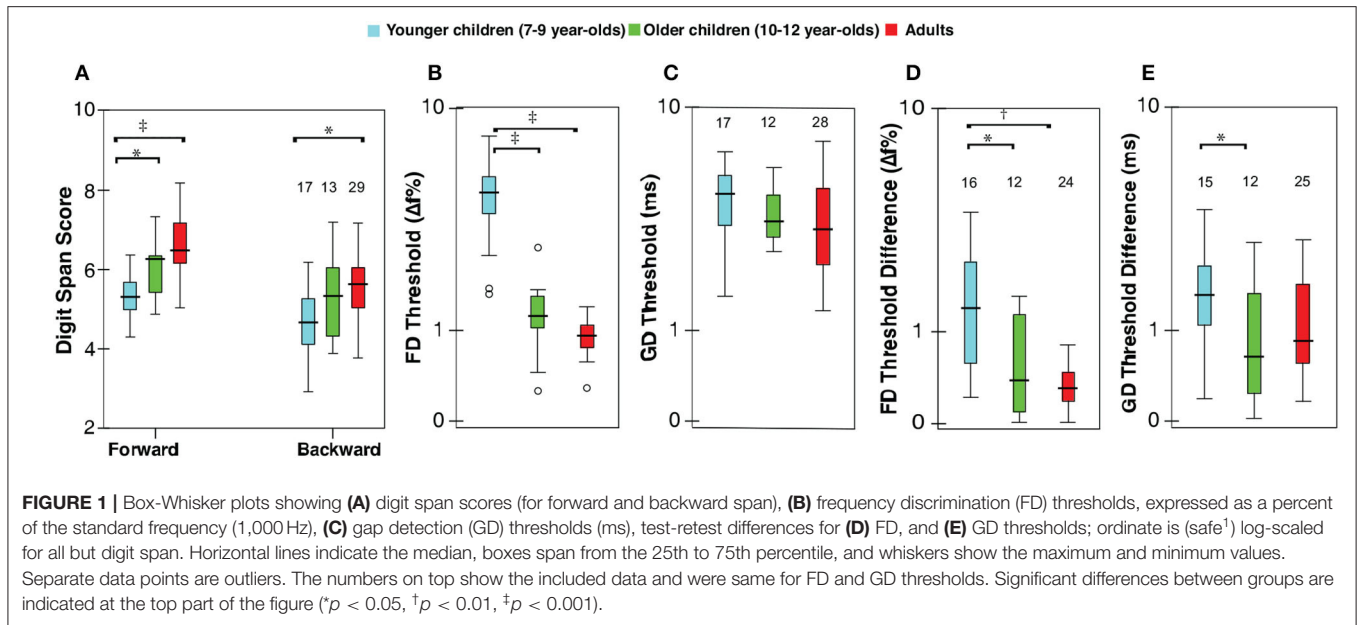 Younger children (7-9 year-olds) Older children (10-12 year-olds) Adults
A
Digit Span Score
10
8
6
4
2
‡
*
*
17 13 29
Forward Backward
B
FD Threshold (Δf%)
10
1
0
‡
‡
C
GD Threshold (ms)
10
1
0
17 12 28
D
FD Threshold Difference (Δf%)
10
1
0
†
*
16 12 24
E
GD Threshold Difference (ms)
10
1
0
*
15 12 25
FIGURE 1 | Box-Whisker plots showing (A) digit span scores (for forward and backward span), (B) frequency discrimination (FD) thresholds, expressed as a percent
of the standard frequency (1,000 Hz), (C) gap detection (GD) thresholds (ms), test-retest differences for (D) FD, and (E) GD thresholds; ordinate is (safe¹) log-scaled
for all but digit span. Horizontal lines indicate the median, boxes span from the 25th to 75th percentile, and whiskers show the maximum and minimum values.
Separate data points are outliers. The numbers on top show the included data and were same for FD and GD thresholds. Significant differences between groups are
indicated at the top part of the figure (*p < 0.05, †p < 0.01, ‡p < 0.001).